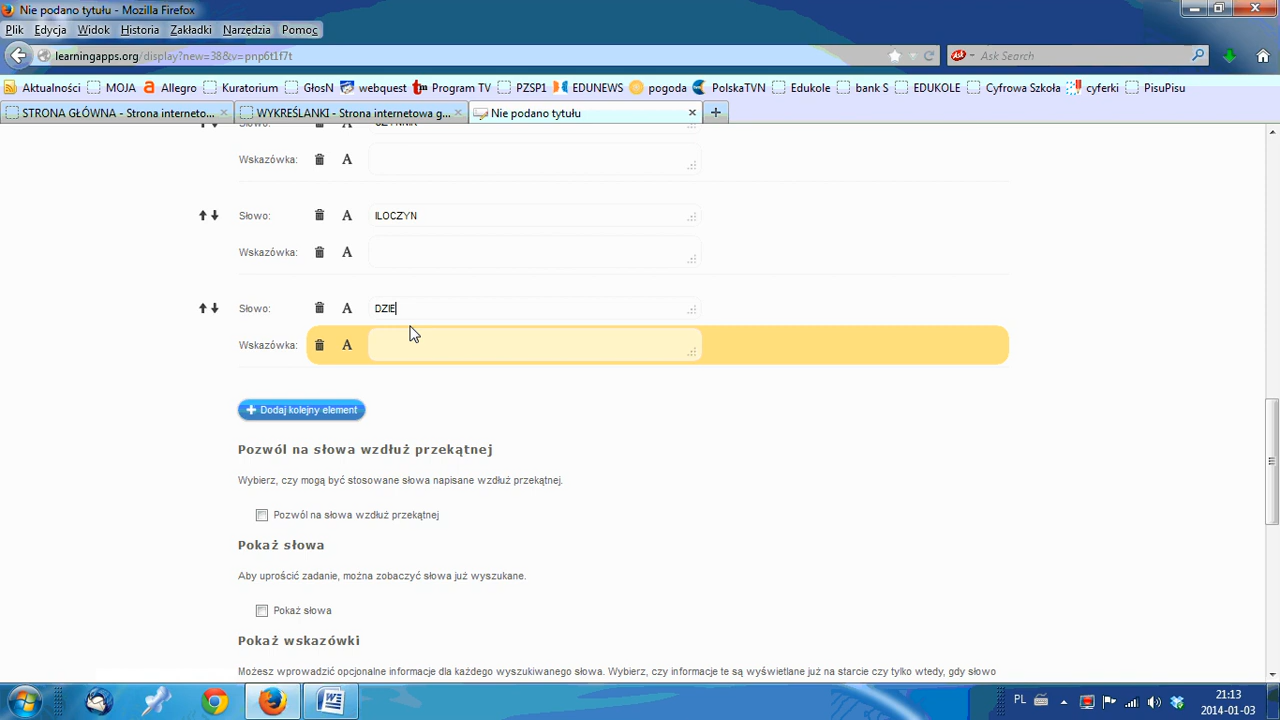 Nie podano tytułu - Mozilla Firefox
Plik Edycja Widok Historia Zakładki Narzędzia Pomoc
learningapps.org/display?new=38&v=pnp6t1f7t Ask Ask Search
Aktualności MOJA Allegro Kuratorium GłosN webquest Program TV PZSP1 EDUNEWS pogoda PolskaTVN Edukole bank S EDUKOLE Cyfrowa Szkoła cyferki PisuPisu
STRONA GŁÓWNA - Strona interneto... WYKREŚLANKI - Strona internetowa g... Nie podano tytułu
Słowo:
Wskazówka: A
Słowo: A ILOCZYN
Wskazówka: A
Słowo: A DZIE
Wskazówka: A
Dodaj kolejny element
Pozwól na słowa wzdłuż przekątnej
Wybierz, czy mogą być stosowane słowa napisane wzdłuż przekątnej.
Pozwól na słowa wzdłuż przekątnej
Pokaż słowa
Aby uprościć zadanie, można zobaczyć słowa już wyszukane.
Pokaż słowa
Pokaż wskazówki
Możesz wprowadzić opcjonalne informacje dla każdego wyszukiwanego słowa. Wybierz, czy informacje te są wyświetlane już na starcie czy tylko wtedy, gdy słowo
PL 21:13
2014-01-03